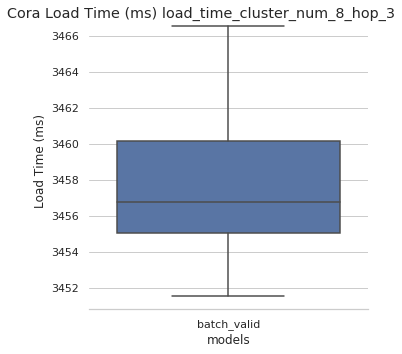 Cora Load Time (ms) load_time_cluster_num_8_hop_3
3466
3464
3462
3460
3458
3456
3454
3452
Load Time (ms)
batch_valid
models